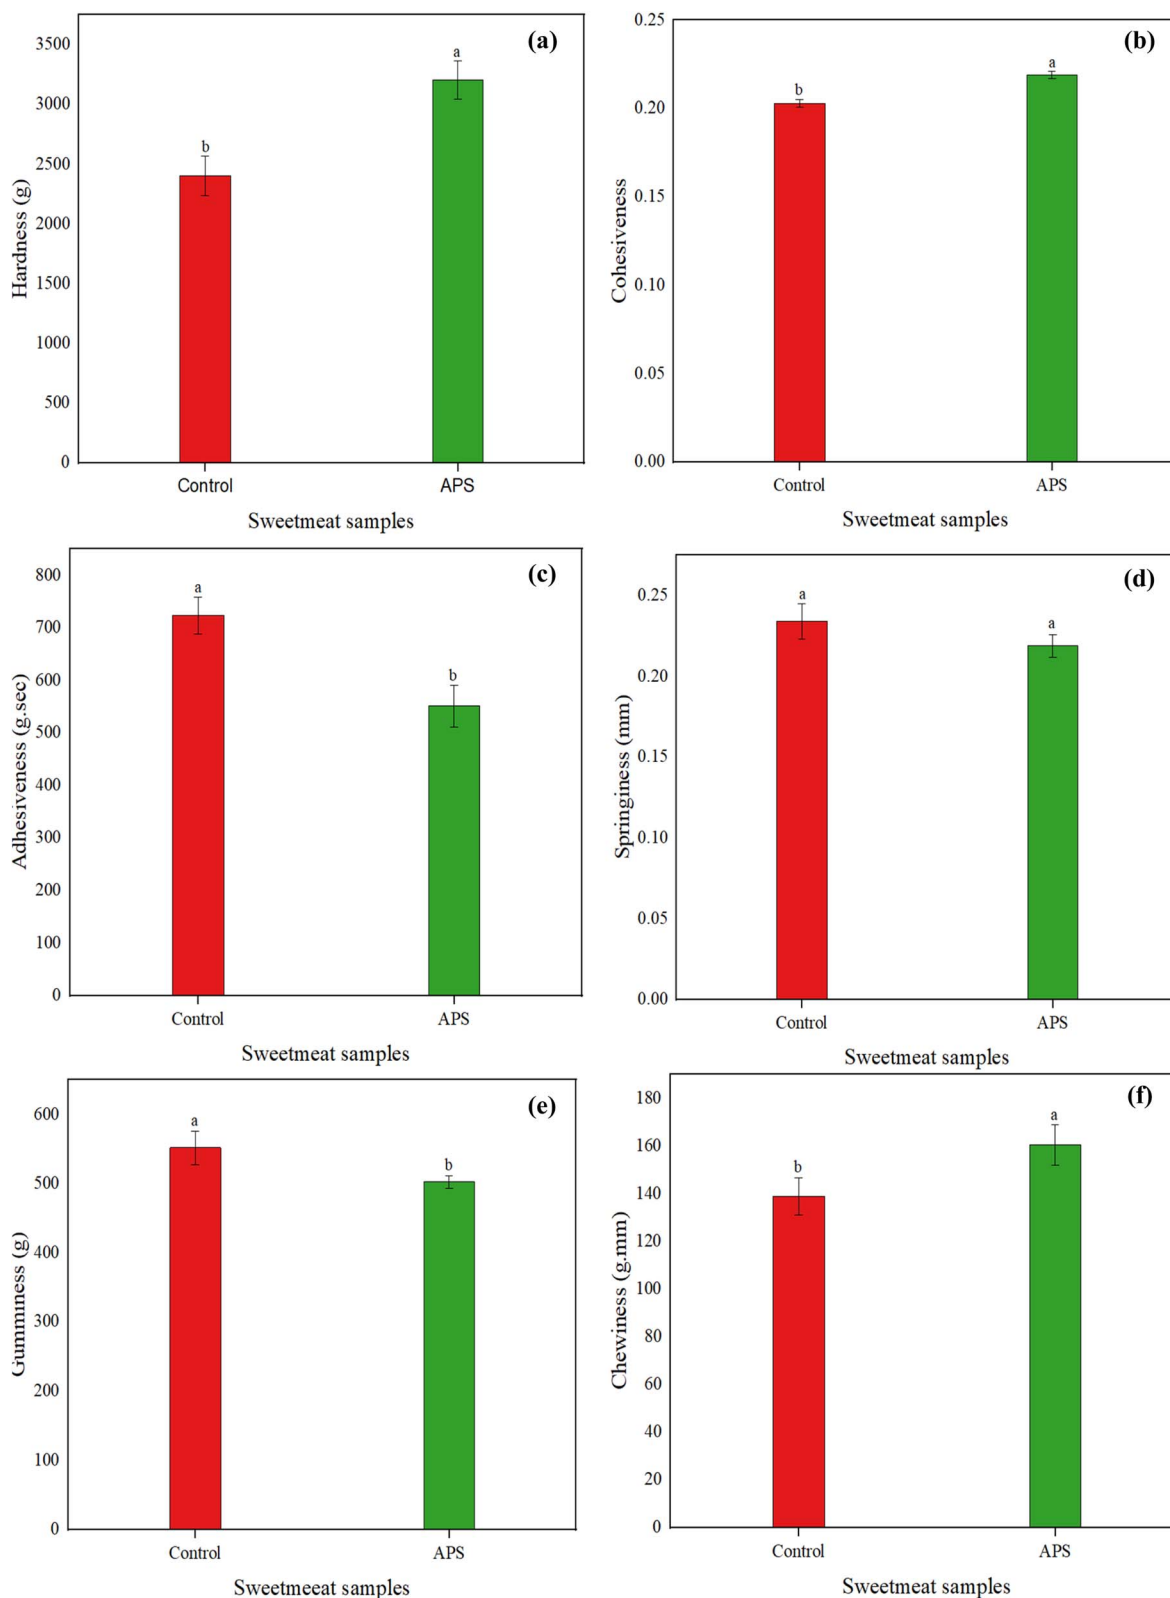 (a)
3500
3000
2500
2000
1500
1000
500
0
Hardness (g)
b
a
Control
APS
Sweetmeat samples
(b)
0.25
0.20
0.15
0.10
0.05
0.00
Cohesiveness
b
a
Control
APS
Sweetmeat samples
(c)
800
700
600
500
400
300
200
100
0
Adhesiveness (g.sec)
a
b
Control
APS
Sweetmeat samples
(d)
0.25
0.20
0.15
0.10
0.05
0.00
Springiness (mm)
a
a
Control
APS
Sweetmeat samples
(e)
600
500
400
300
200
100
0
Gumminess (g)
a
b
Control
APS
Sweetmeeat samples
(f)
180
160
140
120
100
80
60
40
20
0
Chewiness (g.mm)
b
a
Control
APS
Sweetmeat samples